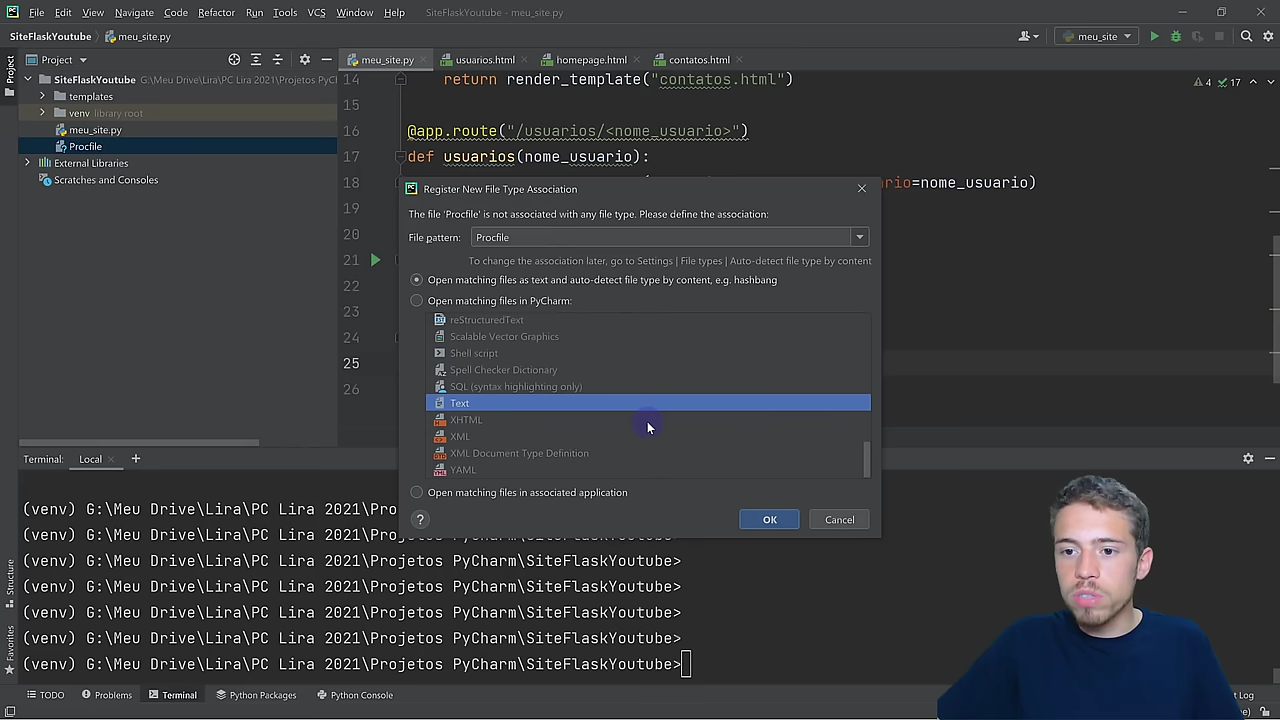 File Edit View Navigate Code Refactor Run Tools VCS Window Help SiteFlaskYoutube - meu_site.py
SiteFlaskYoutube meu_site.py
meu_site
Project
meu_site.py
usuarios.html
homepage.html
contatos.html
Project
SiteFlaskYoutube G:\Meu Drive\Lira\PC Lira 2021\Projetos PyCh
templates
venv library root
meu_site.py
Procfile
External Libraries
Scratches and Consoles
4 17
14 return render_template("contatos.html")
15
16 @app.route("/usuarios/<nome_usuario>")
17 def usuarios(nome_usuario):
18 rio=nome_usuario)
19
20
21
22
23
24
25
26
Register New File Type Association
The file 'Procfile' is not associated with any file type. Please define the association:
File pattern: Procfile
To change the association later, go to Settings | File types | Auto-detect file type by content
Open matching files as text and auto-detect file type by content, e.g. hashbang
Open matching files in PyCharm:
reStructuredText
Scalable Vector Graphics
Shell script
Spell Checker Dictionary
SQL (syntax highlighting only)
Text
XHTML
XML
XML Document Type Definition
YAML
Open matching files in associated application
? OK Cancel
Terminal: Local +
(venv) G:\Meu Drive\Lira\PC Lira 2021\Pro
(venv) G:\Meu Drive\Lira\PC Lira 2021\Projetos PyCharm\SiteFlaskYoutube>
(venv) G:\Meu Drive\Lira\PC Lira 2021\Projetos PyCharm\SiteFlaskYoutube>
(venv) G:\Meu Drive\Lira\PC Lira 2021\Projetos PyCharm\SiteFlaskYoutube>
(venv) G:\Meu Drive\Lira\PC Lira 2021\Projetos PyCharm\SiteFlaskYoutube>
(venv) G:\Meu Drive\Lira\PC Lira 2021\Projetos PyCharm\SiteFlaskYoutube>
(venv) G:\Meu Drive\Lira\PC Lira 2021\Projetos PyCharm\SiteFlaskYoutube>
Structure
Favorites
TODO Problems Terminal Python Packages Python Console
Log